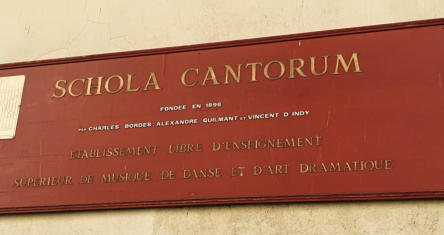 SCHOLA CANTORUM
FONDÉE EN 1896
PAR CHARLES BORDES, ALEXANDRE GUILMANT ET VINCENT D'INDY
ÉTABLISSEMENT LIBRE D'ENSEIGNEMENT
SUPÉRIEUR DE MUSIQUE DE DANSE ET D'ART DRAMATIQUE